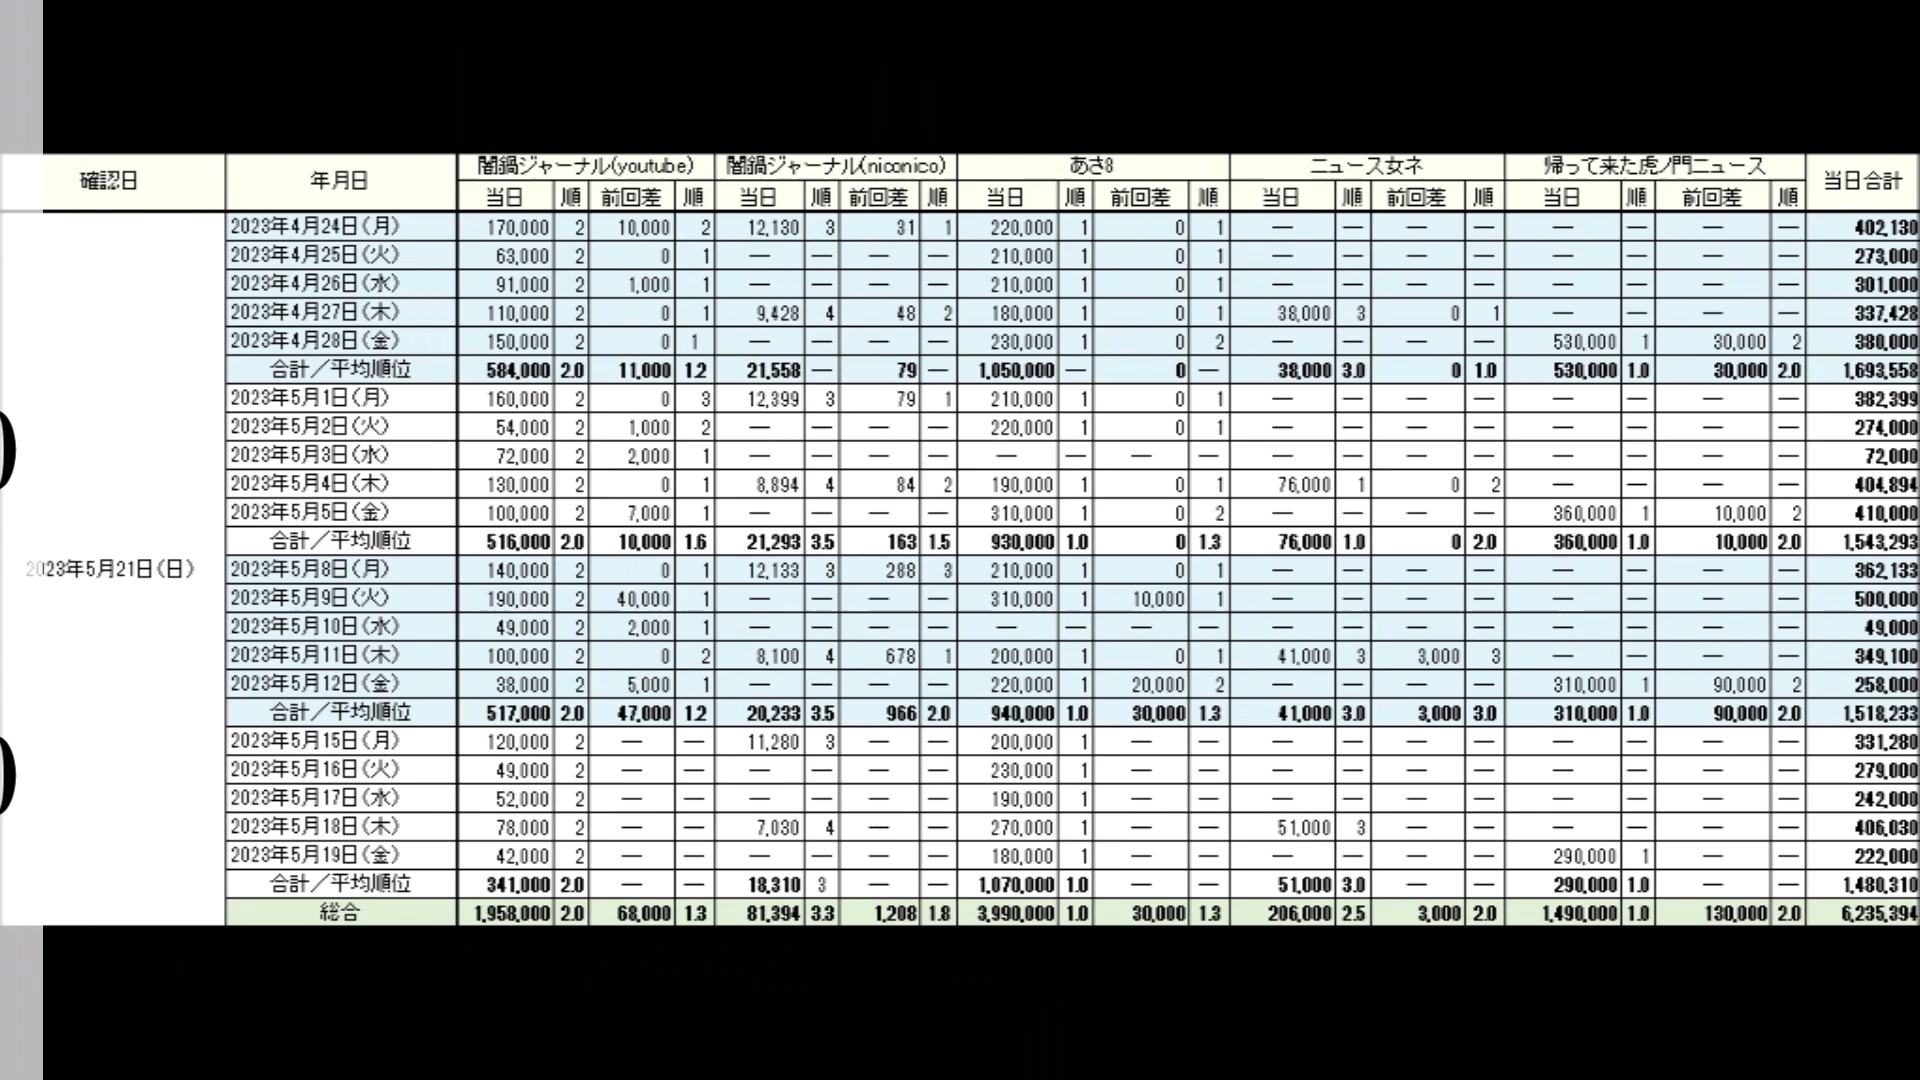 確認日 年月日 闇鍋ジャーナル(youtube) 闇鍋ジャーナル(niconico) あさ8 ニュース女ネ 帰って来た虎ノ門ニュース 当日合計
当日 順 前回差 順 当日 順 前回差 順 当日 順 前回差 順 当日 順 前回差 順 当日 順 前回差 順
2023年4月24日(月) 170,000 2 10,000 2 12,130 3 31 1 220,000 1 0 1 — — — — — — — — 402,130
2023年4月25日(火) 63,000 2 0 1 — — — — 210,000 1 0 1 — — — — — — — — 273,000
2023年4月26日(水) 91,000 2 1,000 1 — — — — 210,000 1 0 1 — — — — — — — — 301,000
2023年4月27日(木) 110,000 2 0 1 9,428 4 48 2 180,000 1 0 1 38,000 3 0 1 — — — — 337,428
2023年4月28日(金) 150,000 2 0 1 — — — — 230,000 1 0 2 — — — — 530,000 1 30,000 2 380,000
合計/平均順位 584,000 2.0 11,000 1.2 21,558 — 79 — 1,050,000 — 0 — 38,000 3.0 0 1.0 530,000 1.0 30,000 2.0 1,693,558
2023年5月1日(月) 160,000 2 0 3 12,399 3 79 1 210,000 1 0 1 — — — — — — — — 382,399
2023年5月2日(火) 54,000 2 1,000 2 — — — — 220,000 1 0 1 — — — — — — — — 274,000
2023年5月3日(水) 72,000 2 2,000 1 — — — — — — — — — — — — — — — — 72,000
2023年5月4日(木) 130,000 2 0 1 8,894 4 84 2 190,000 1 0 1 76,000 1 0 2 — — — — 404,894
2023年5月5日(金) 100,000 2 7,000 1 — — — — 310,000 1 0 2 — — — — 360,000 1 10,000 2 410,000
合計/平均順位 516,000 2.0 10,000 1.6 21,293 3.5 163 1.5 930,000 1.0 0 1.3 76,000 1.0 0 2.0 360,000 1.0 10,000 2.0 1,543,293
2023年5月21日(日) 2023年5月8日(月) 140,000 2 0 1 12,133 3 288 3 210,000 1 0 1 — — — — — — — — 362,133
2023年5月9日(火) 190,000 2 40,000 1 — — — — 310,000 1 10,000 1 — — — — — — — — 500,000
2023年5月10日(水) 49,000 2 2,000 1 — — — — — — — — — — — — — — — — 49,000
2023年5月11日(木) 100,000 2 0 2 8,100 4 678 1 200,000 1 0 1 41,000 3 3,000 3 — — — — 349,100
2023年5月12日(金) 38,000 2 5,000 1 — — — — 220,000 1 20,000 2 — — — — 310,000 1 90,000 2 258,000
合計/平均順位 517,000 2.0 47,000 1.2 20,233 3.5 966 2.0 940,000 1.0 30,000 1.3 41,000 3.0 3,000 3.0 310,000 1.0 90,000 2.0 1,518,233
2023年5月15日(月) 120,000 2 — — 11,280 3 — — 200,000 1 — — — — — — — — — — 331,280
2023年5月16日(火) 49,000 2 — — — — — — 230,000 1 — — — — — — — — — — 279,000
2023年5月17日(水) 52,000 2 — — — — — — 190,000 1 — — — — — — — — — — 242,000
2023年5月18日(木) 78,000 2 — — 7,030 4 — — 270,000 1 — — 51,000 3 — — — — — — 406,030
2023年5月19日(金) 42,000 2 — — — — — — 180,000 1 — — — — — — 290,000 1 — — 222,000
合計/平均順位 341,000 2.0 — — 18,310 3 — — 1,070,000 1.0 — — 51,000 3.0 — — 290,000 1.0 — — 1,480,310
総合 1,958,000 2.0 68,000 1.3 81,394 3.3 1,208 1.8 3,990,000 1.0 30,000 1.3 206,000 2.5 3,000 2.0 1,490,000 1.0 130,000 2.0 6,235,394